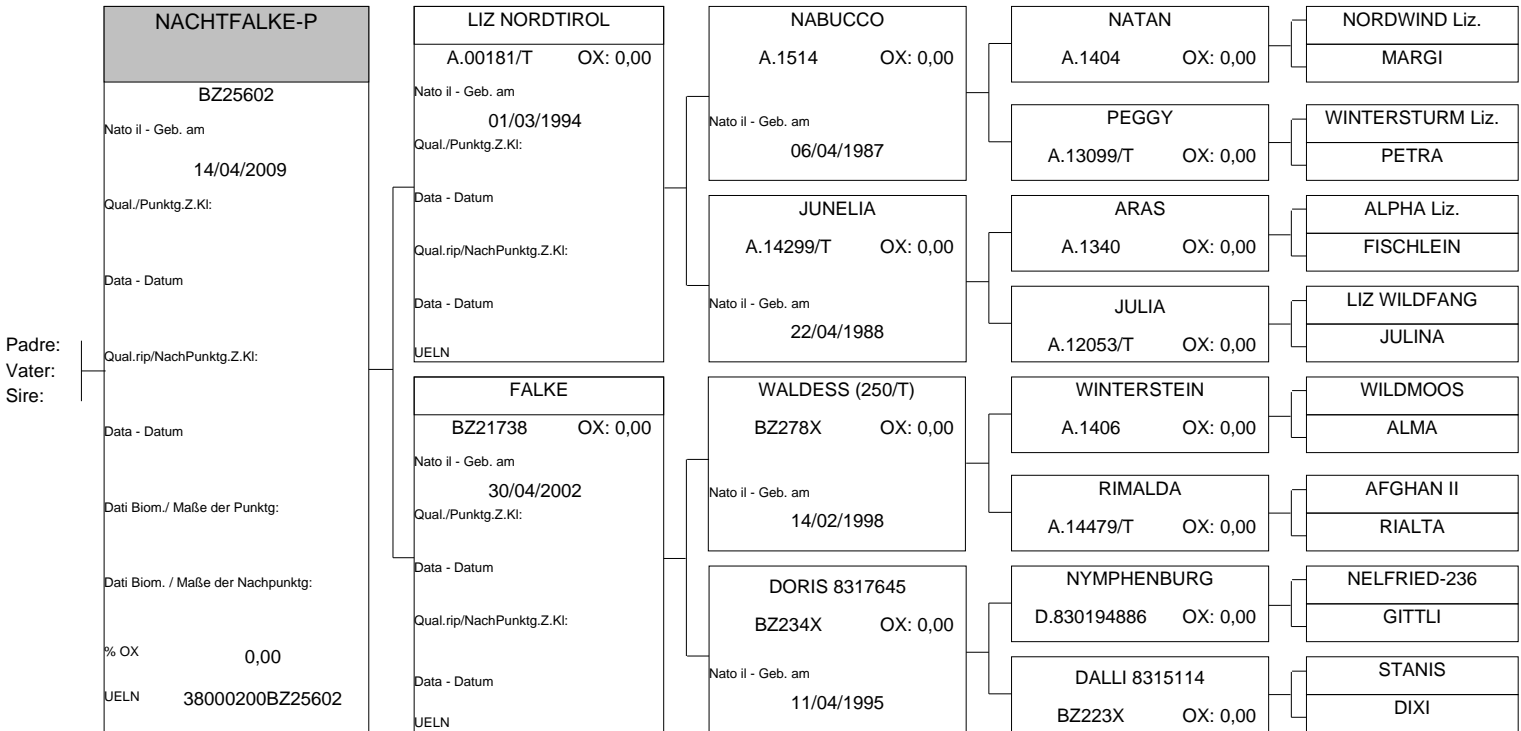 Padre:
Vater:
Sire:
NACHTFALKE-P
BZ25602
Nato il - Geb. am
14/04/2009
Qual./Punktg.Z.Kl:
Data - Datum
Qual.rip/NachPunktg.Z.Kl:
Data - Datum
Dati Biom./ Maße der Punktg:
Dati Biom. / Maße der Nachpunktg:
% OX 0,00
UELN 38000200BZ25602
LIZ NORDTIROL
A.00181/T OX: 0,00
Nato il - Geb. am
01/03/1994
Qual./Punktg.Z.Kl:
Data - Datum
Qual.rip/NachPunktg.Z.Kl:
Data - Datum
UELN
FALKE
BZ21738 OX: 0,00
Nato il - Geb. am
30/04/2002
Qual./Punktg.Z.Kl:
Data - Datum
Qual.rip/NachPunktg.Z.Kl:
Data - Datum
UELN
NABUCCO
A.1514 OX: 0,00
Nato il - Geb. am
06/04/1987
JUNELIA
A.14299/T OX: 0,00
Nato il - Geb. am
22/04/1988
WALDESS (250/T)
BZ278X OX: 0,00
Nato il - Geb. am
14/02/1998
DORIS 8317645
BZ234X OX: 0,00
Nato il - Geb. am
11/04/1995
NATAN
A.1404 OX: 0,00
PEGGY
A.13099/T OX: 0,00
ARAS
A.1340 OX: 0,00
JULIA
A.12053/T OX: 0,00
WINTERSTEIN
A.1406 OX: 0,00
RIMALDA
A.14479/T OX: 0,00
NYMPHENBURG
D.830194886 OX: 0,00
DALLI 8315114
BZ223X OX: 0,00
NORDWIND Liz.
MARGI
WINTERSTURM Liz.
PETRA
ALPHA Liz.
FISCHLEIN
LIZ WILDFANG
JULINA
WILDMOOS
ALMA
AFGHAN II
RIALTA
NELFRIED-236
GITTLI
STANIS
DIXI